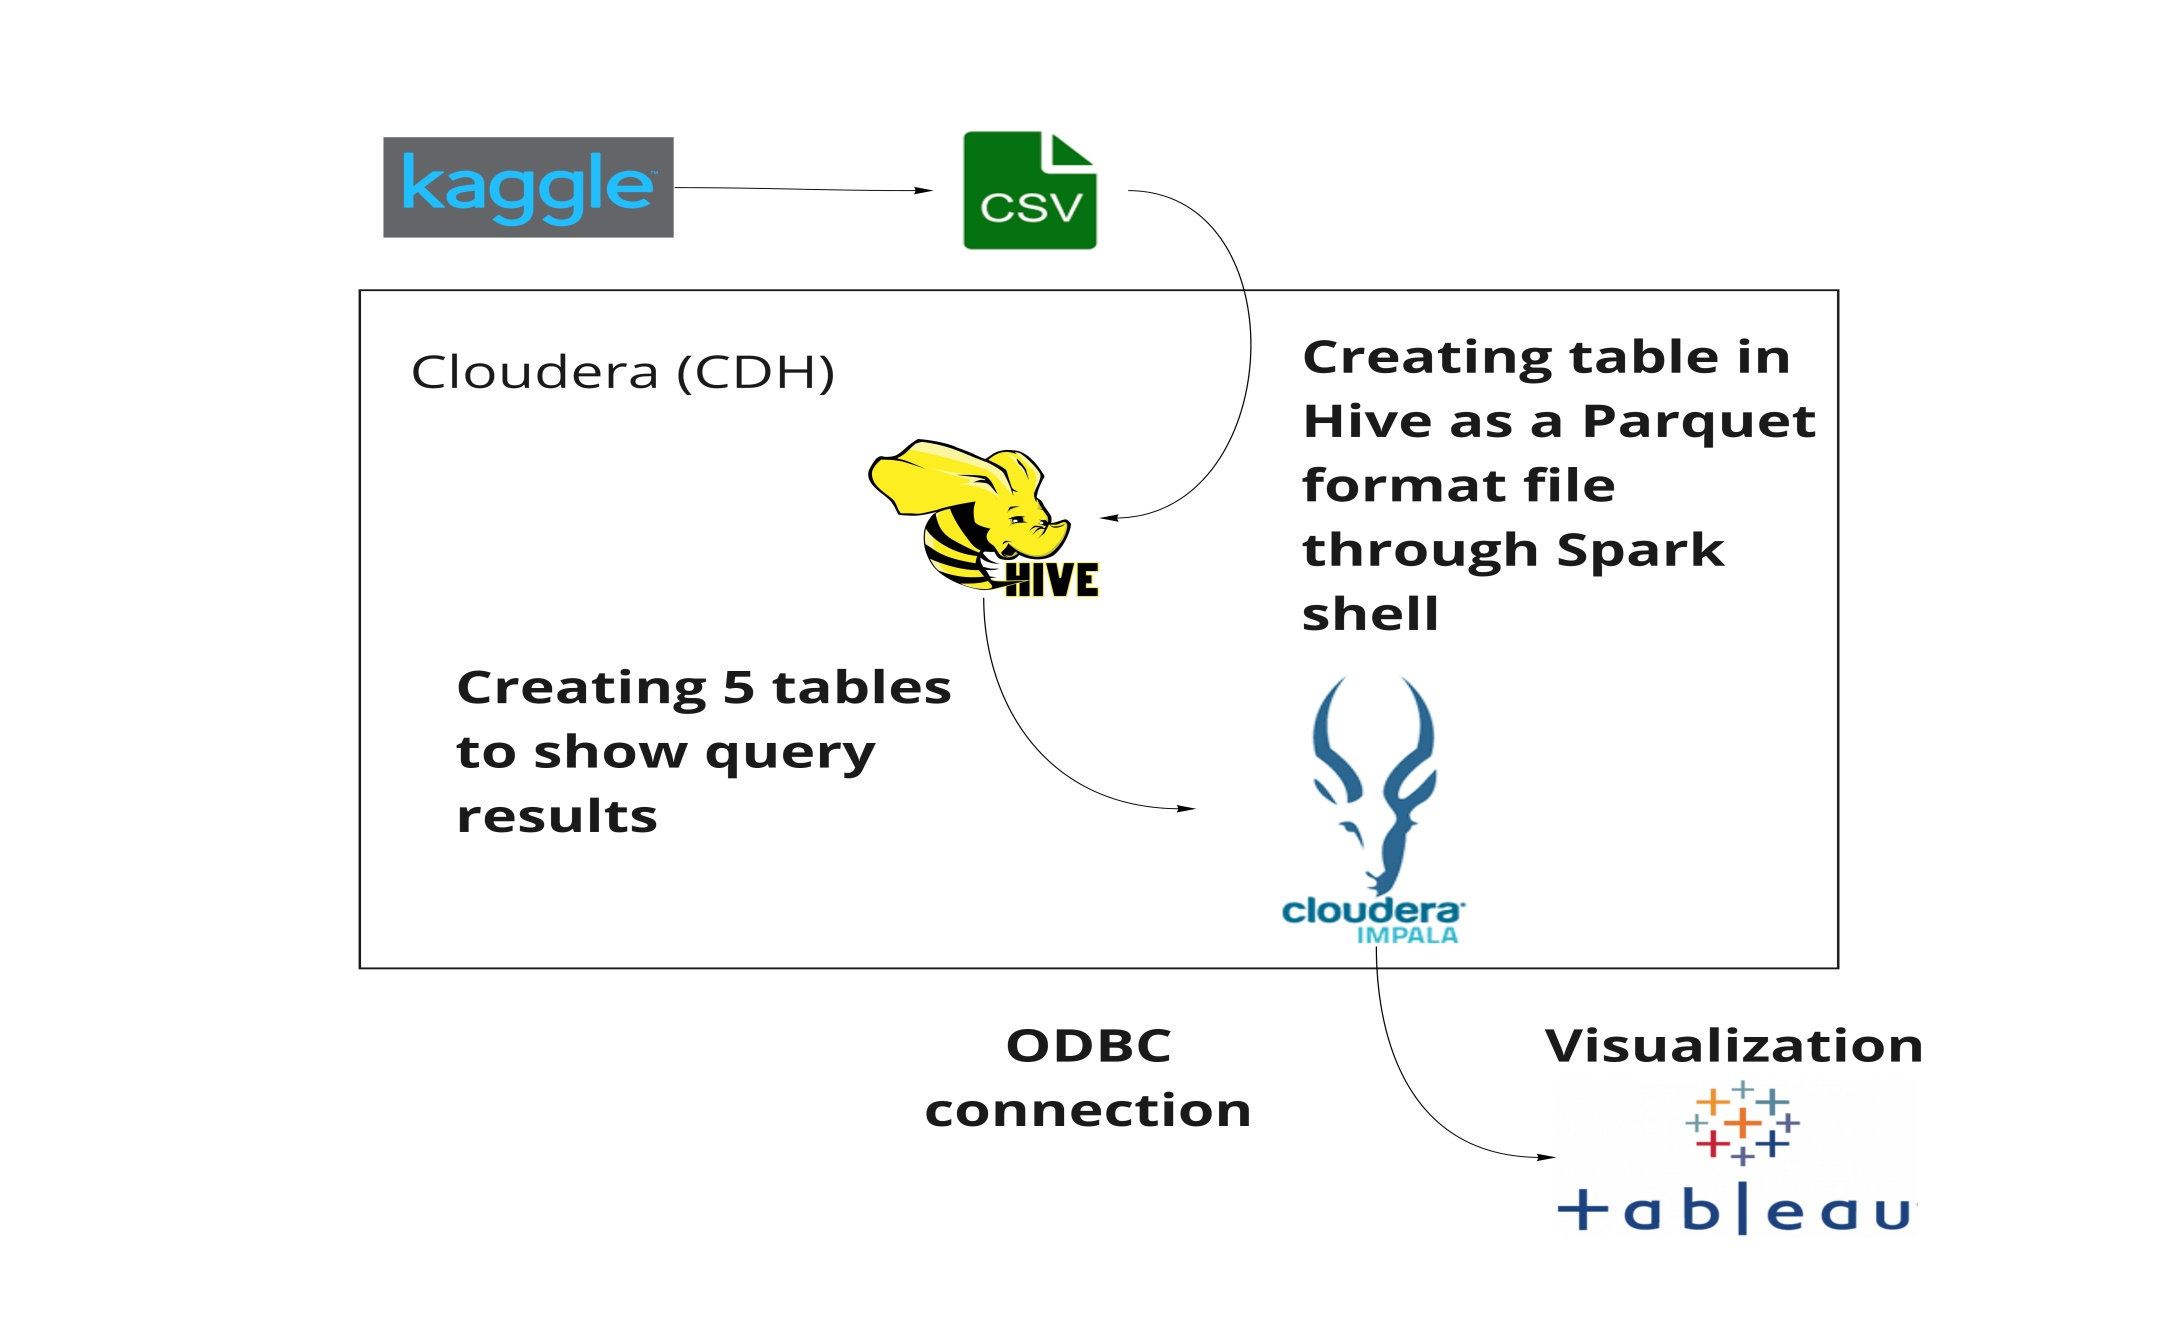 kaggle
CSV
Cloudera (CDH)
Creating table in
Hive as a Parquet
format file
through Spark
shell
HIVE
Creating 5 tables
to show query
results
cloudera
IMPALA
ODBC
connection
Visualization
+ableau